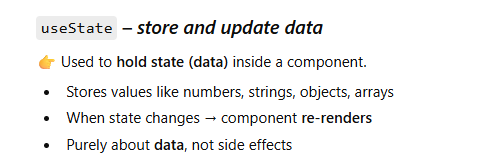 useState – store and update data
👉 Used to hold state (data) inside a component.
• Stores values like numbers, strings, objects, arrays
• When state changes → component re-renders
• Purely about data, not side effects